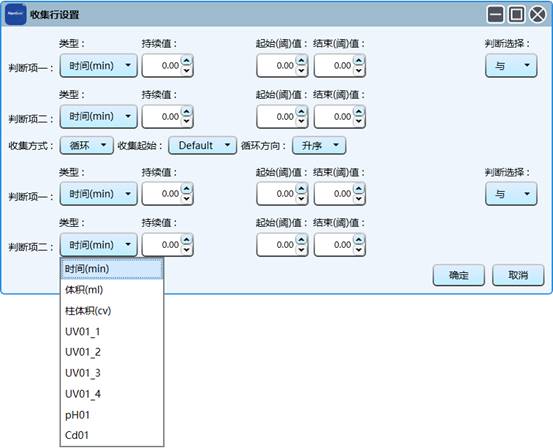 收集行设置
类型： 持续值： 起始(阈)值： 结束(阈)值： 判断选择：
判断项一： 时间(min) 0.00 0.00 0.00 与
类型： 持续值： 起始(阈)值： 结束(阈)值：
判断项二： 时间(min) 0.00 0.00 0.00
收集方式： 循环 收集起始： Default 循环方向： 升序
类型： 持续值： 起始(阈)值： 结束(阈)值： 判断选择：
判断项一： 时间(min) 0.00 0.00 0.00 与
类型： 持续值： 起始(阈)值： 结束(阈)值：
判断项二： 时间(min) 0.00 0.00 0.00
时间(min)
确定 取消
体积(ml)
柱体积(cv)
UV01_1
UV01_2
UV01_3
UV01_4
pH01
Cd01